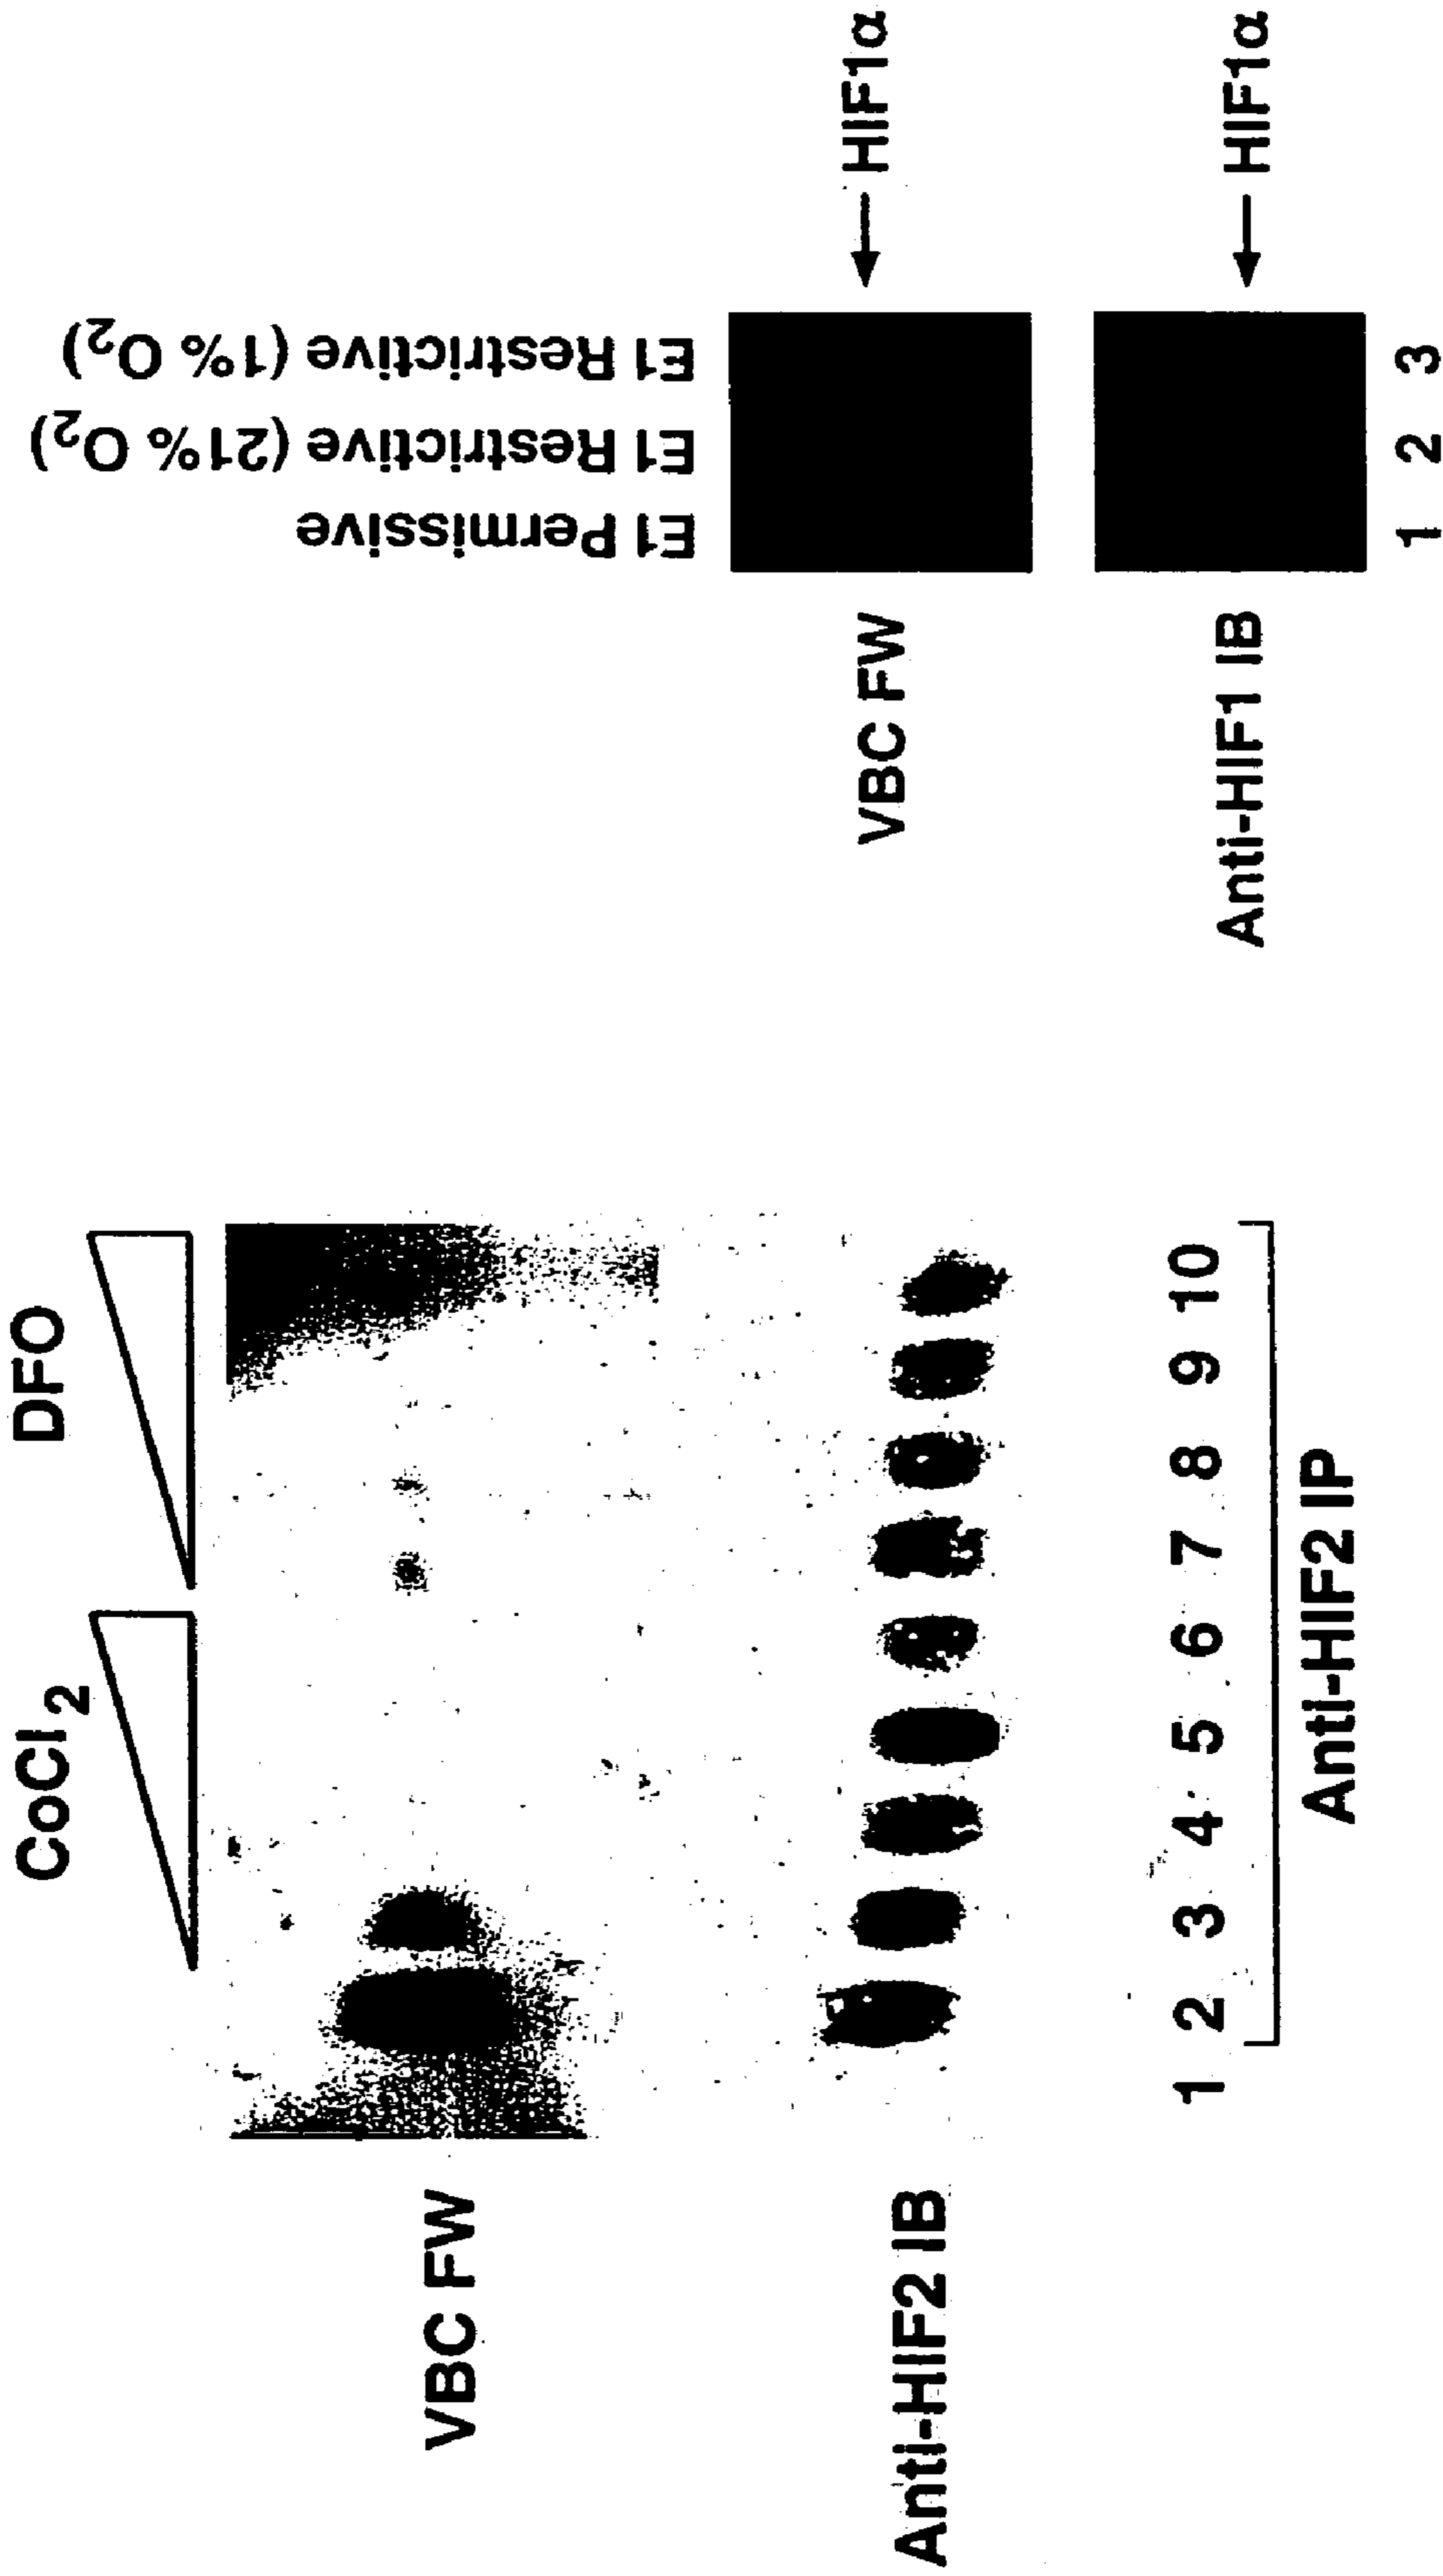 CoCl2
DFO
VBC FW
Anti-HIF2 IB
1 2 3 4 5 6 7 8 9 10
Anti-HIF2 IP
E1 Permissive
E1 Restrictive (21% O2)
E1 Restrictive (1% O2)
VBC FW
HIF1α
Anti-HIF1 IB
HIF1α
1 2 3